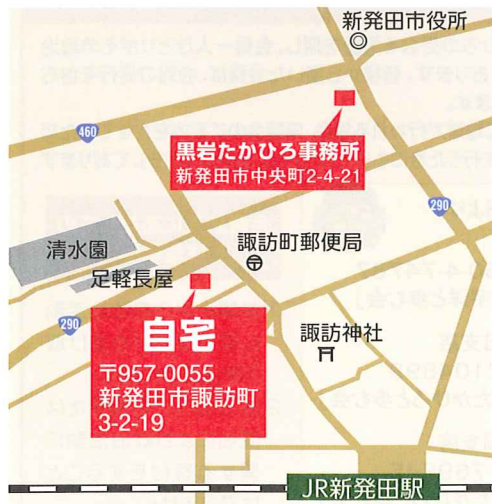 新発田市役所
460
黒岩たかひろ事務所
新発田市中央町2-4-21
290
清水園
諏訪町郵便局
足軽長屋
290
自宅
〒957-0055
新発田市諏訪町
3-2-19
諏訪神社
JR新発田駅